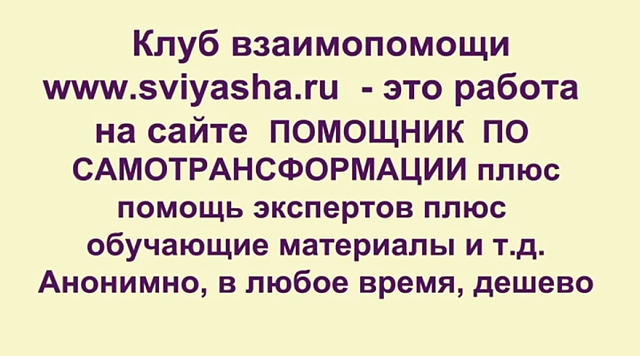 Клуб взаимопомощи
www.sviyasha.ru - это работа
на сайте ПОМОЩНИК ПО
САМОТРАНСФОРМАЦИИ плюс
помощь экспертов плюс
обучающие материалы и т.д.
Анонимно, в любое время, дешево